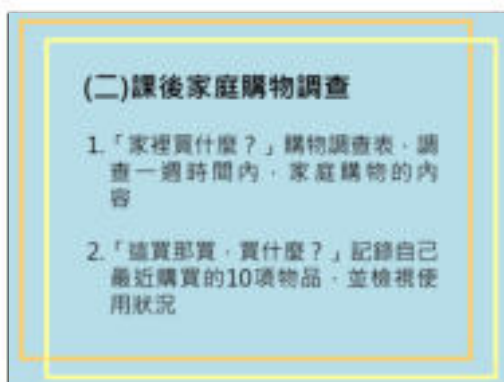 (二)課後家庭購物調查
1.「家裡買什麼？」購物調查表，調
查一週時間內，家庭購物的內
容
2.「這買那買，買什麼？」記錄自己
最近購買的10項物品，並檢視使
用狀況